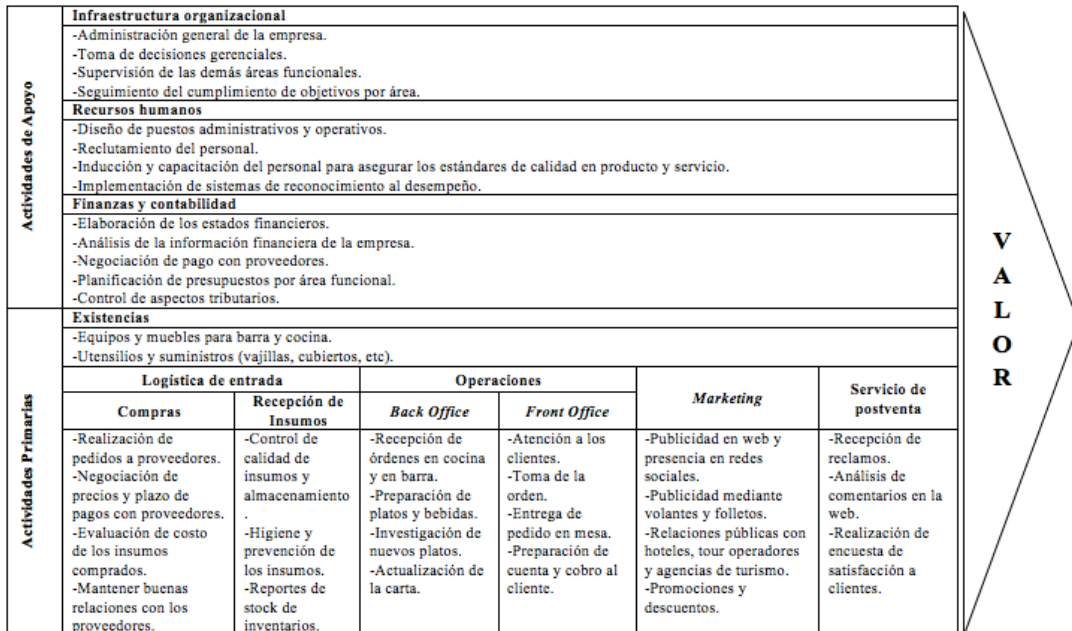 Infraestructura organizacional
-Administración general de la empresa.
-Toma de decisiones gerenciales.
-Supervisión de las demás áreas funcionales.
-Seguimiento del cumplimiento de objetivos por área.
Actividades de Apoyo
Recursos humanos
-Diseño de puestos administrativos y operativos.
-Reclutamiento del personal.
-Inducción y capacitación del personal para asegurar los estándares de calidad en producto y servicio.
-Implementación de sistemas de reconocimiento al desempeño.
Finanzas y contabilidad
-Elaboración de los estados financieros.
-Análisis de la información financiera de la empresa.
-Negociación de pago con proveedores.
-Planificación de presupuestos por área funcional.
-Control de aspectos tributarios.
Actividades Primarias
Existencias
-Equipos y muebles para barra y cocina.
-Utensilios y suministros (vajillas, cubiertos, etc).
Logística de entrada
Compras
-Realización de
pedidos a proveedores.
-Negociación de
precios y plazo de
pagos con proveedores.
-Evaluación de costo
de los insumos
comprados.
-Mantener buenas
relaciones con los
proveedores.
Recepción de
Insumos
-Control de
calidad de
insumos y
almacenamiento
.
-Higiene y
prevención de
los insumos.
-Reportes de
stock de
inventarios.
Operaciones
Back Office
-Recepción de
órdenes en cocina
y en barra.
-Preparación de
platos y bebidas.
-Investigación de
nuevos platos.
-Actualización de
la carta.
Front Office
-Atención a los
clientes.
-Toma de la
orden.
-Entrega de
pedido en mesa.
-Preparación de
cuenta y cobro al
cliente.
Marketing
-Publicidad en web y
presencia en redes
sociales.
-Publicidad mediante
volantes y folletos.
-Relaciones públicas con
hoteles, tour operadores
y agencias de turismo.
-Promociones y
descuentos.
Servicio de
postventa
-Recepción de
reclamos.
-Análisis de
comentarios en la
web.
-Realización de
encuesta de
satisfacción a
clientes.
V
A
L
O
R